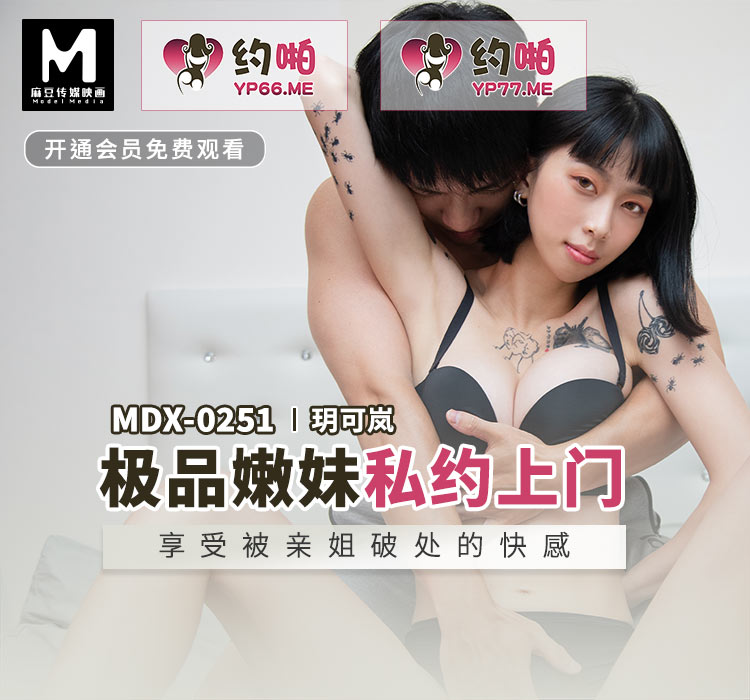 M
麻豆传媒映画
Model Media
约啪
YP66.ME
约啪
YP77.ME
开通会员免费观看
MDX-0251 | 玥可岚
极品嫩妹私约上门
享受被亲姐破处的快感